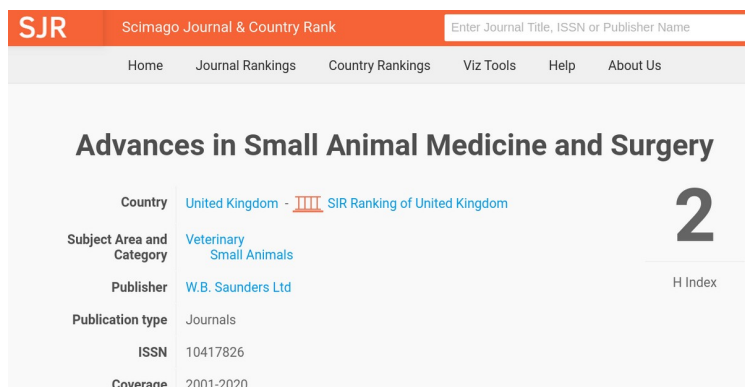 SJR
Scimago Journal & Country Rank
Enter Journal Title, ISSN or Publisher Name
Home Journal Rankings Country Rankings Viz Tools Help About Us
Advances in Small Animal Medicine and Surgery
Country United Kingdom - SIR Ranking of United Kingdom
2
H Index
Subject Area and Category Veterinary
Small Animals
Publisher W.B. Saunders Ltd
Publication type Journals
ISSN 10417826
Coverage 2001-2020